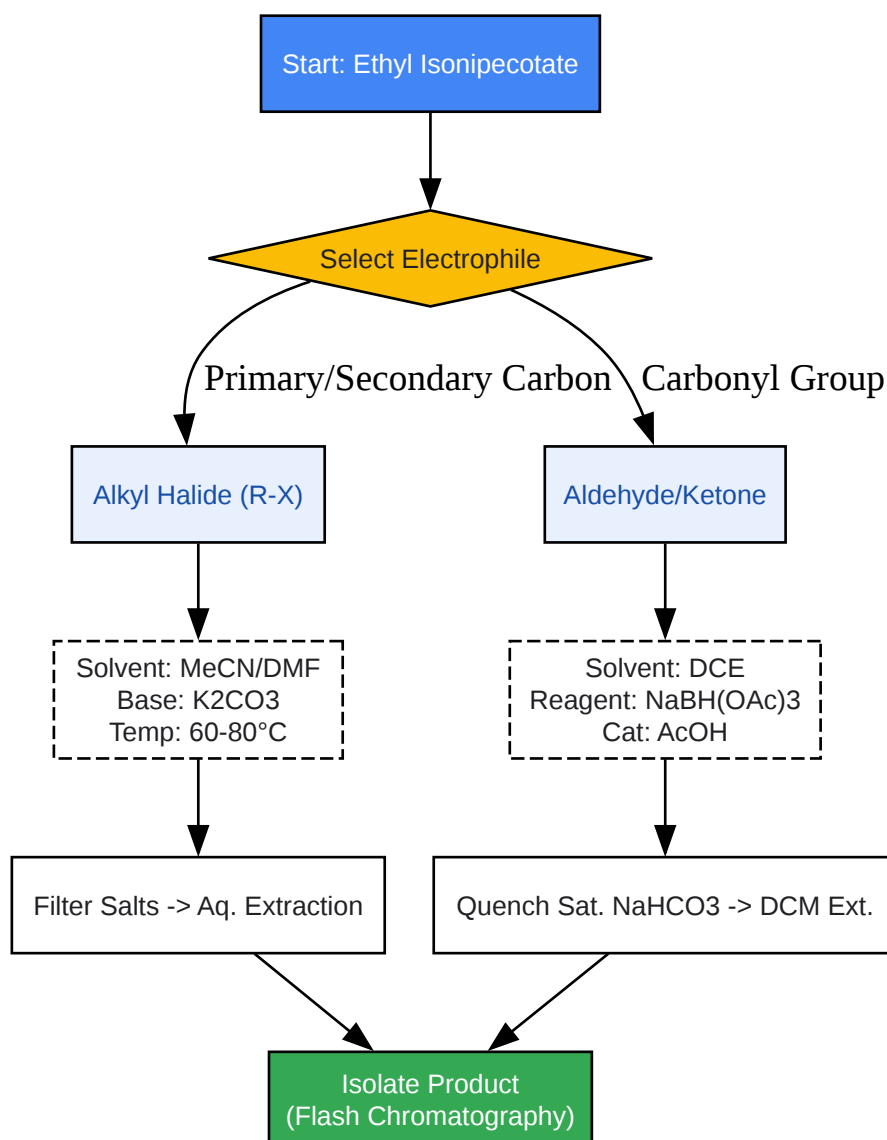 Start: Ethyl Isonipecotate
Select Electrophile
Primary/Secondary Carbon
Carbonyl Group
Alkyl Halide (R-X)
Aldehyde/Ketone
Solvent: MeCN/DMF
Base: K2CO3
Temp: 60-80°C
Solvent: DCE
Reagent: NaBH(OAc)3
Cat: AcOH
Filter Salts -> Aq. Extraction
Quench Sat. NaHCO3 -> DCM Ext.
Isolate Product
(Flash Chromatography)